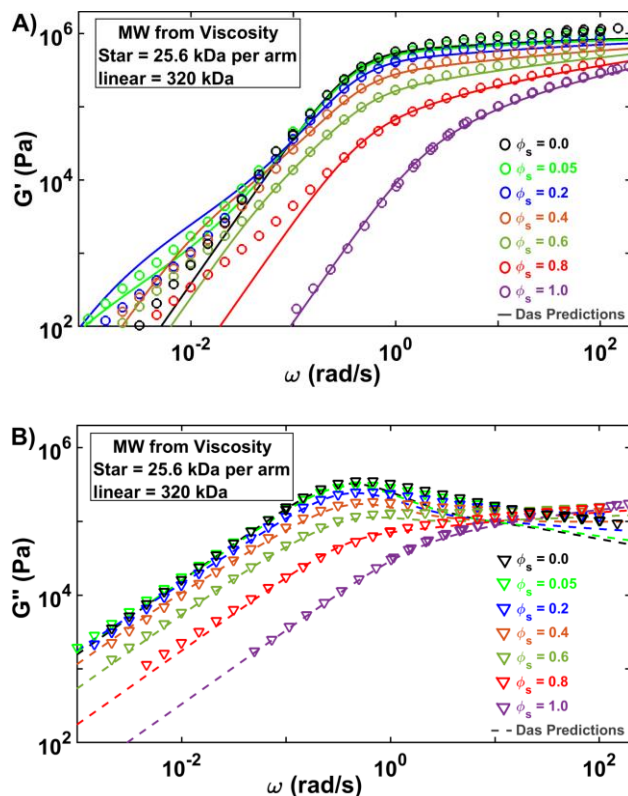 A)
MW from Viscosity
Star = 25.6 kDa per arm
linear = 320 kDa
10⁶
10⁴
10²
G' (Pa)
ϕₛ = 0.0
ϕₛ = 0.05
ϕₛ = 0.2
ϕₛ = 0.4
ϕₛ = 0.6
ϕₛ = 0.8
ϕₛ = 1.0
Das Predictions
10⁻² 10⁰ 10²
ω (rad/s)
B)
MW from Viscosity
Star = 25.6 kDa per arm
linear = 320 kDa
10⁶
10⁴
10²
G" (Pa)
ϕₛ = 0.0
ϕₛ = 0.05
ϕₛ = 0.2
ϕₛ = 0.4
ϕₛ = 0.6
ϕₛ = 0.8
ϕₛ = 1.0
Das Predictions
10⁻² 10⁰ 10²
ω (rad/s)